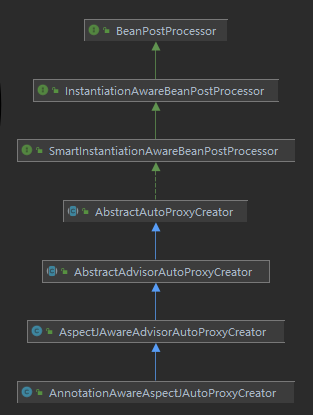 BeanPostProcessor
InstantiationAwareBeanPostProcessor
SmartInstantiationAwareBeanPostProcessor
AbstractAutoProxyCreator
AbstractAdvisorAutoProxyCreator
AspectJAwareAdvisorAutoProxyCreator
AnnotationAwareAspectJAutoProxyCreator